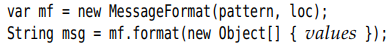 var mf = new MessageFormat(pattern, loc);
String msg = mf.format(new Object[] { values });